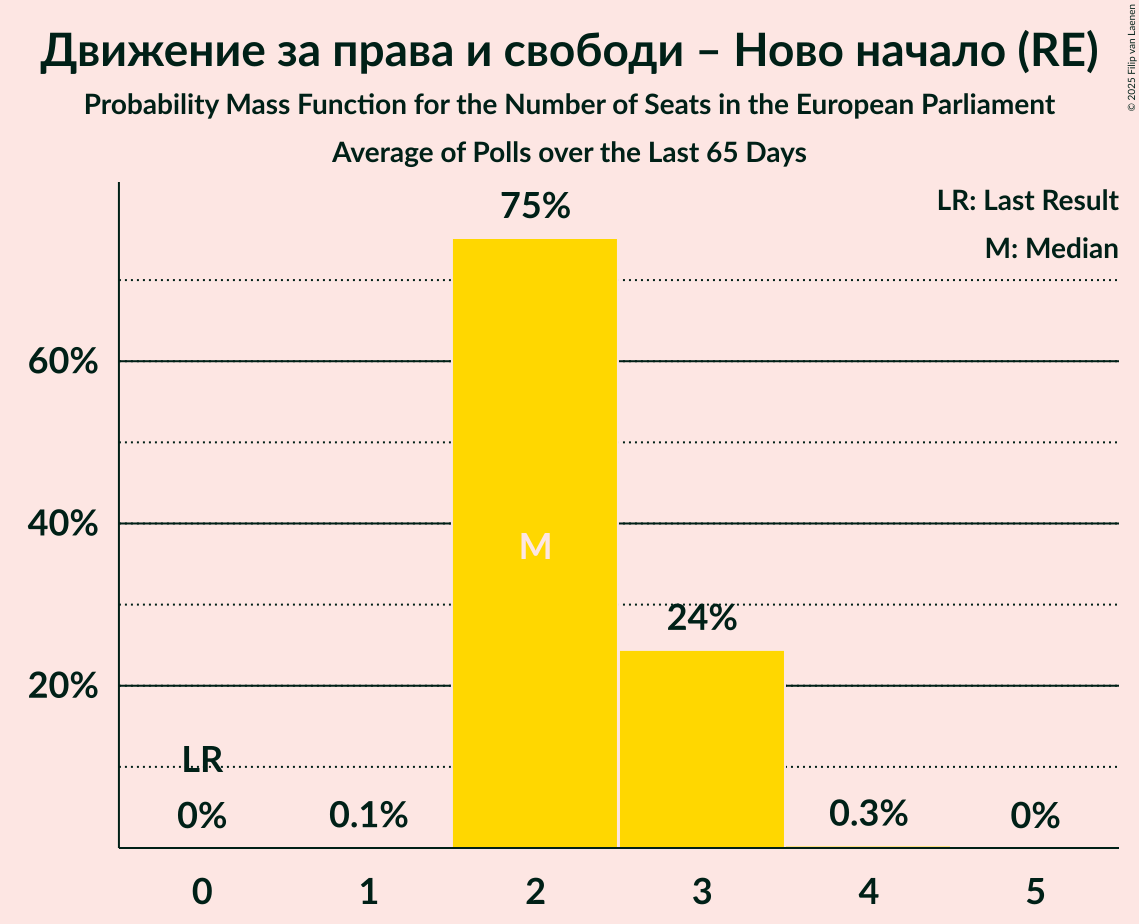 Движение за права и свободи – Ново начало (RE)
Probability Mass Function for the Number of Seats in the European Parliament
Average of Polls over the Last 65 Days
© 2025 Filip van Laenen
LR: Last Result
M: Median
75%
60%
40%
M
24%
20%
LR
0%
0.1%
0.3%
0%
0
1
2
3
4
5